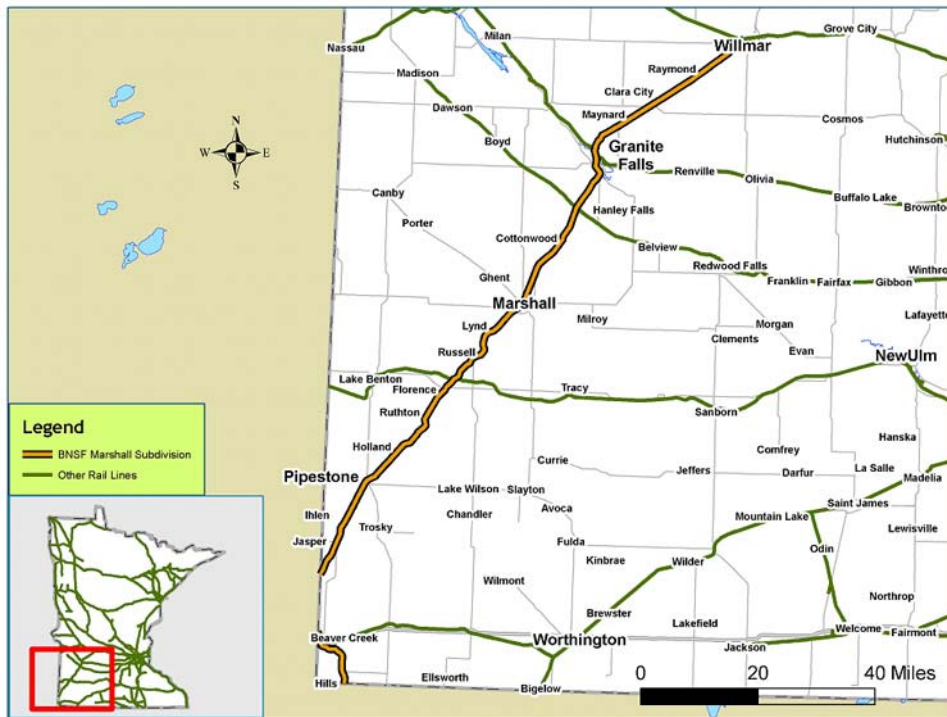 Nassau
Milan
Willmar
Grove City
Madison
Raymond
Clara City
Dawson
Maynard
Cosmos
Boyd
Hutchinson
Granite
Falls
Renville
Olivia
Canby
Buffalo Lake
Brownto
Hanley Falls
Porter
Cottonwood
Belview
Redwood Falls
Ghent
Franklin
Fairfax
Gibbon
Winthro
Marshall
Lynd
Milroy
Morgan
Lafayette
Clements
Evan
Russell
NewUlm
Lake Benton
Florence
Tracy
Ruthton
Sanborn
Legend
BNSF Marshall Subdivision
Other Rail Lines
Holland
Hanska
Comfrey
Pipestone
Currie
Jeffers
Darfur
La Salle
Madelia
Lake Wilson
Slayton
Saint James
Ihlen
Trosky
Chandler
Avoca
Mountain Lake
Lewisville
Jasper
Fulda
Kinbrae
Wilder
Odin
Wilmont
Northrop
Brewster
Lakefield
Beaver Creek
Worthington
Welcome
Fairmont
Jackson
Hills
Ellsworth
Bigelow
0 20 40 Miles
N
W E
S